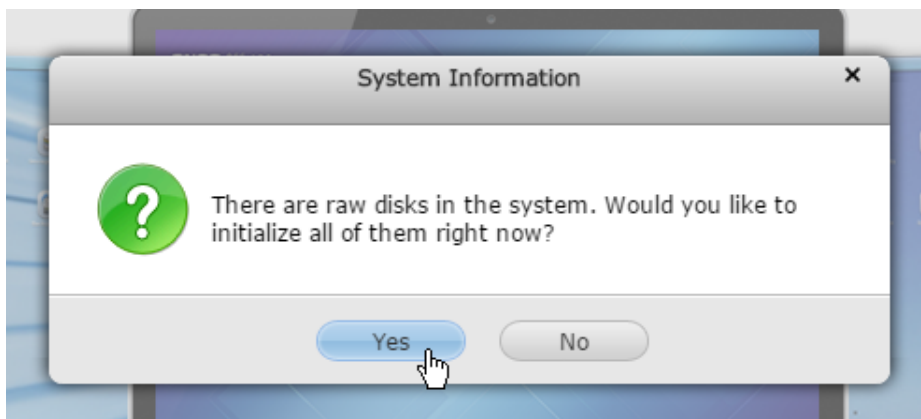 System Information
There are raw disks in the system. Would you like to
initialize all of them right now?
Yes
No